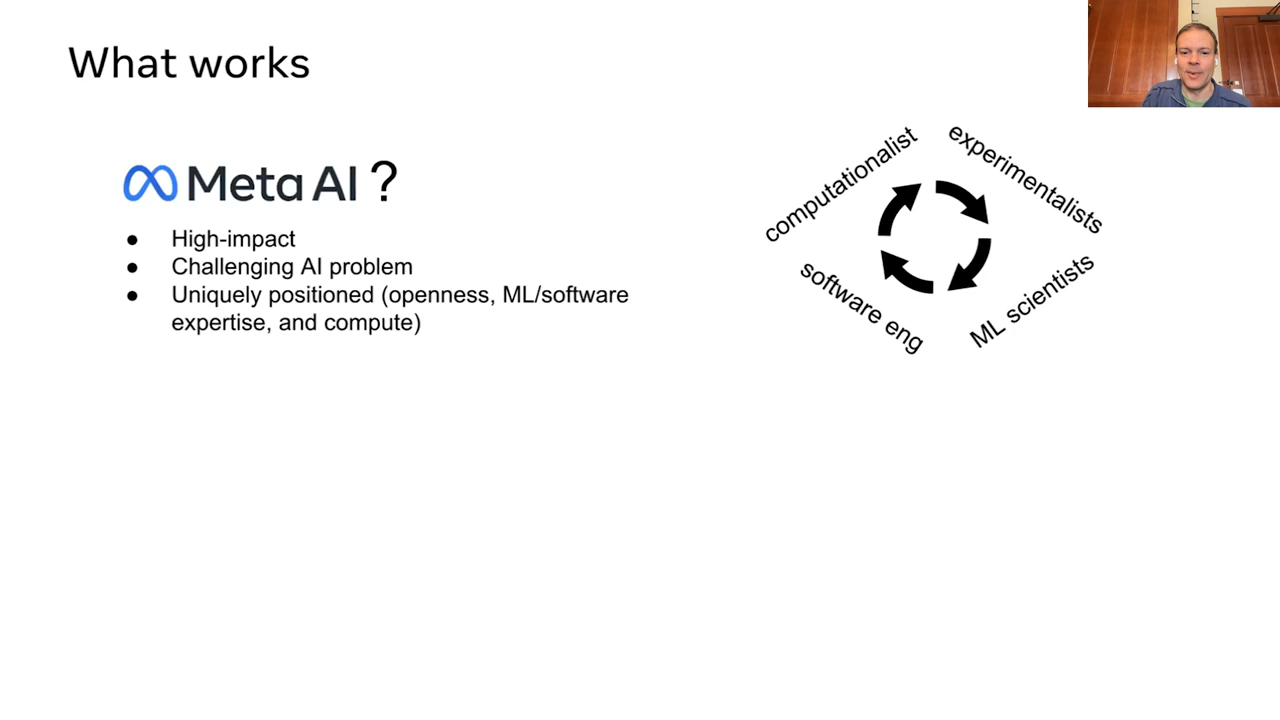 What works
Meta AI ?
● High-impact
● Challenging AI problem
● Uniquely positioned (openness, ML/software
expertise, and compute)
computationalist
experimentalists
software eng
ML scientists